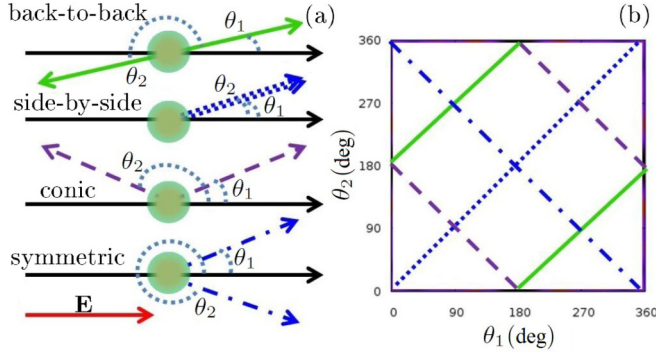 back-to-back
(a)
θ₁
θ₂
side-by-side
θ₂
θ₁
θ₂
conic
θ₁
symmetric
θ₁
θ₂
E
(b)
360
270
180
90
0
θ₂(deg)
0 90 180 270 360
θ₁(deg)